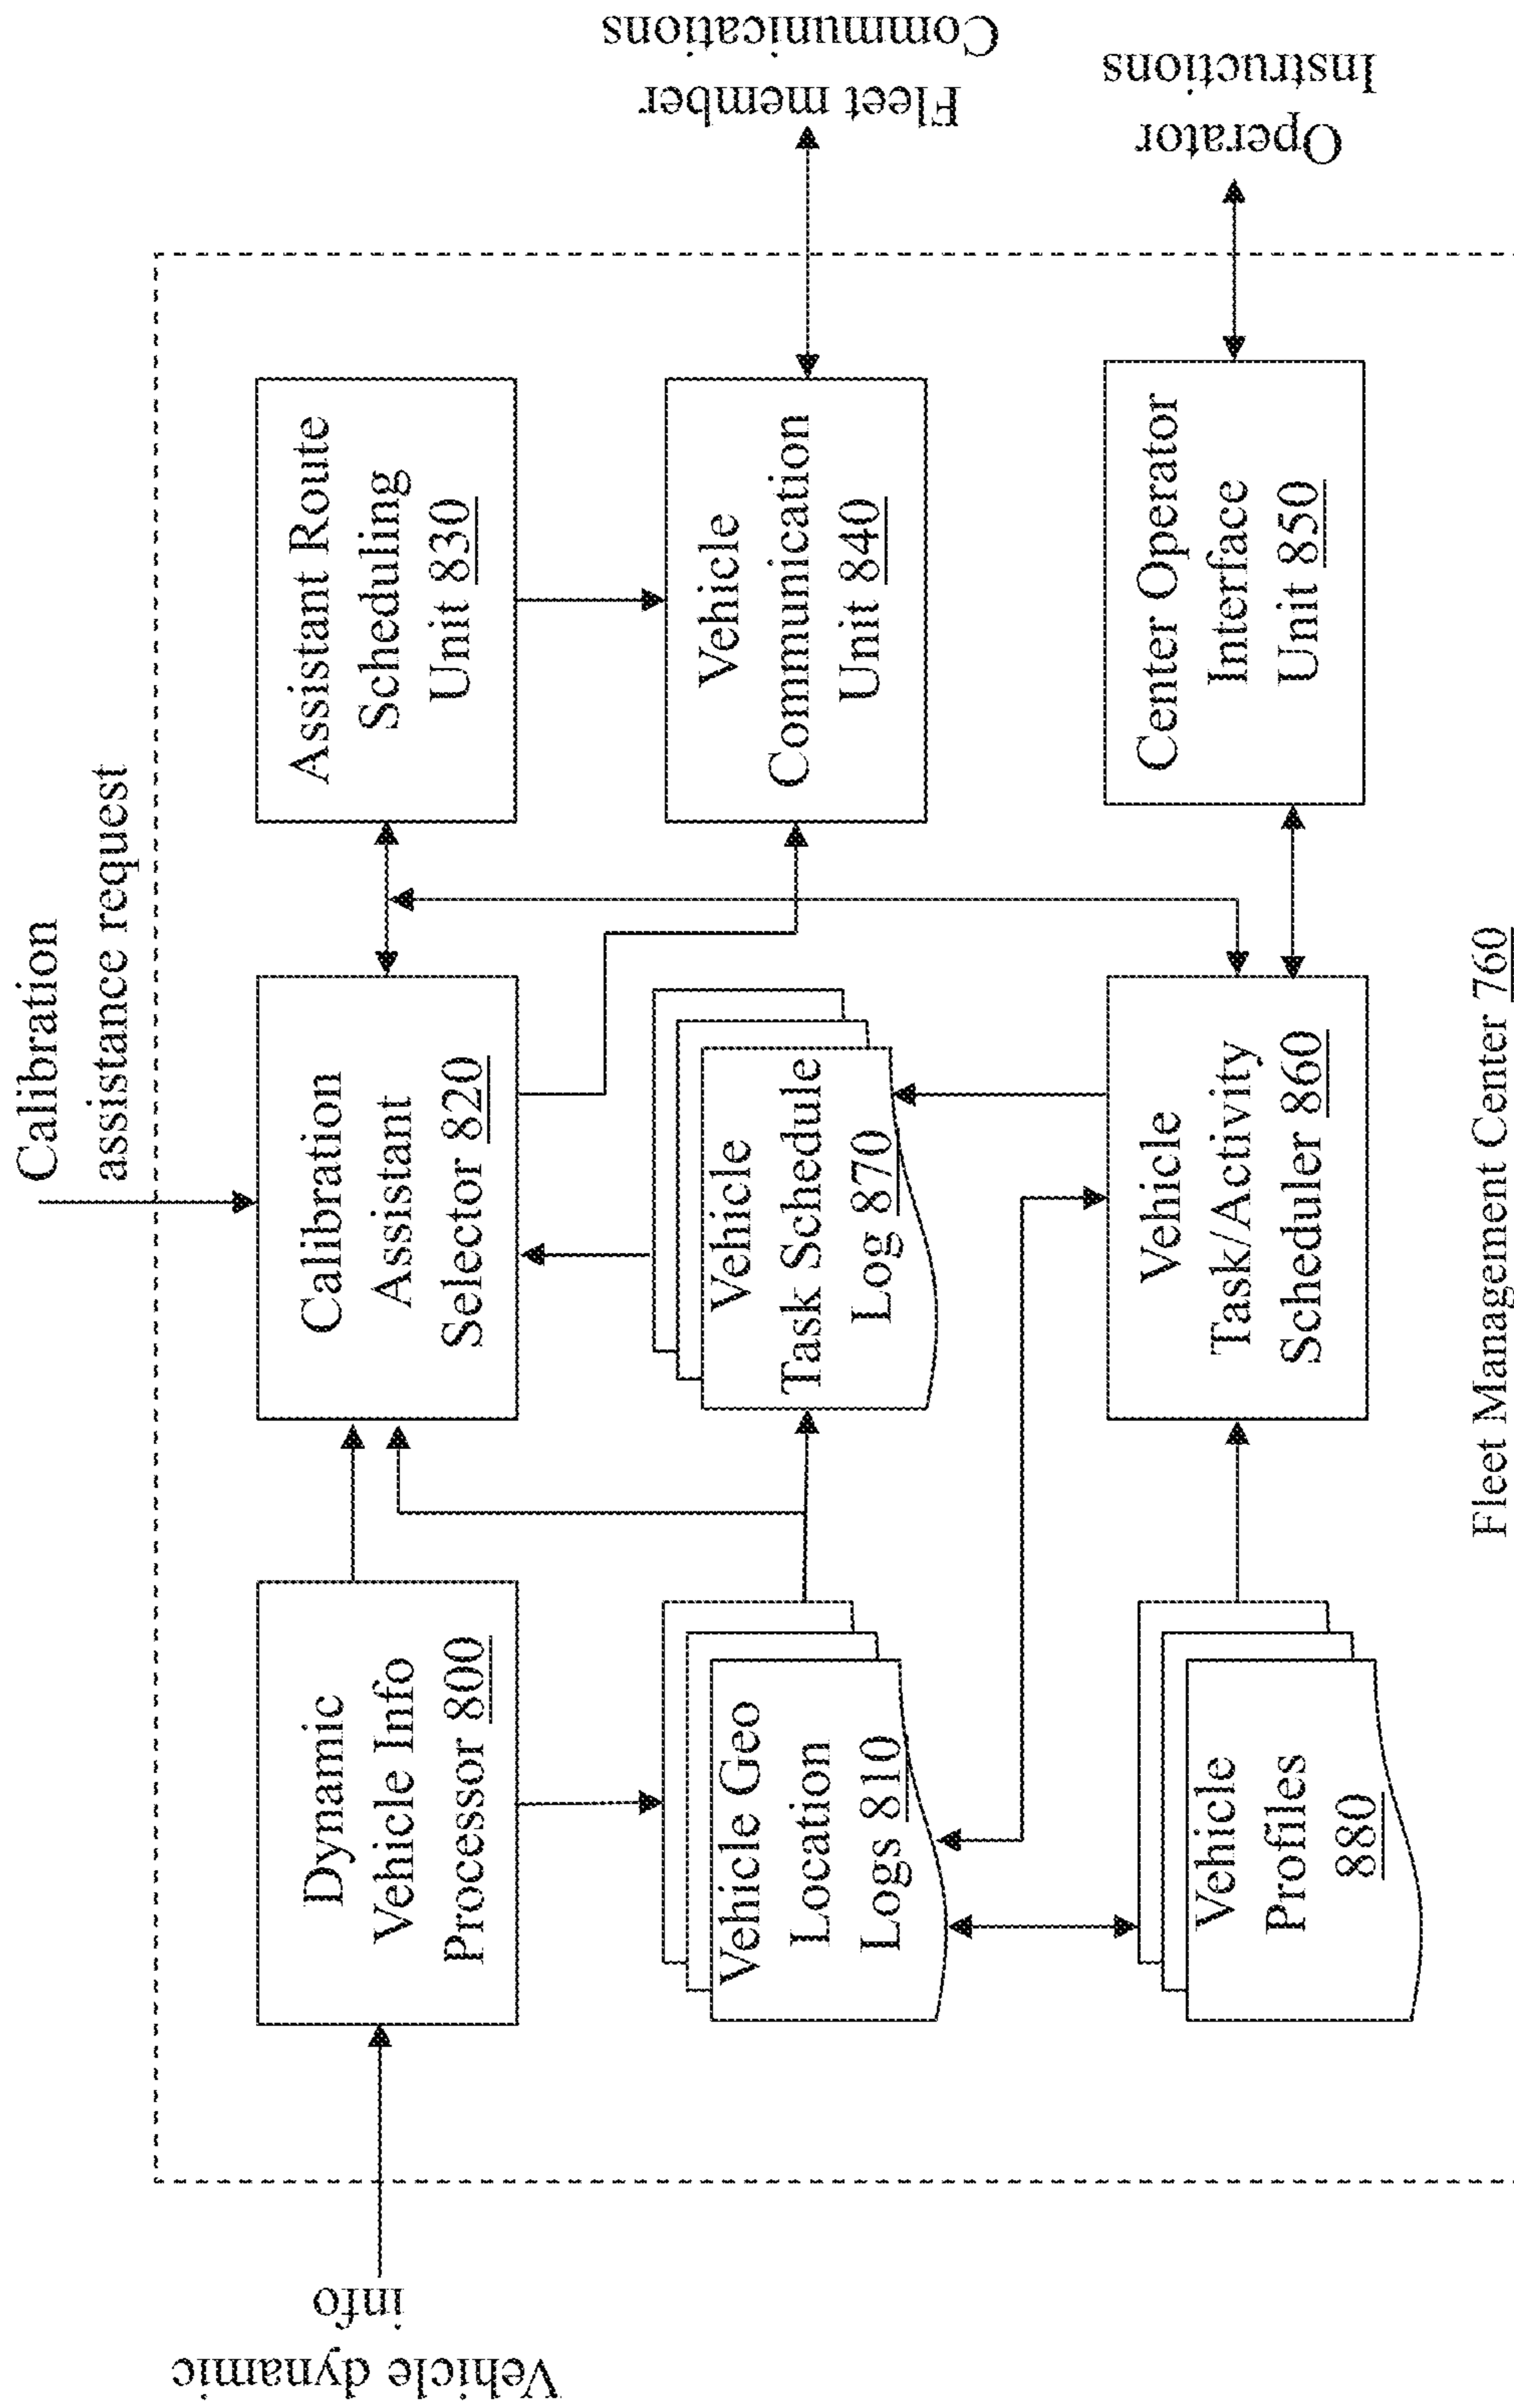 Calibration
assistance request
Vehicle dynamic
info
Dynamic
Vehicle Info
Processor 800
Calibration
Assistant
Selector 820
Assistant Route
Scheduling
Unit 830
Vehicle Geo
Location
Logs 810
Vehicle
Task Schedule
Log 870
Vehicle
Communication
Unit 840
Fleet member
Communications
Vehicle
Profiles
880
Vehicle
Task/Activity
Scheduler 860
Center Operator
Interface
Unit 850
Operator
Instructions
Fleet Management Center 760